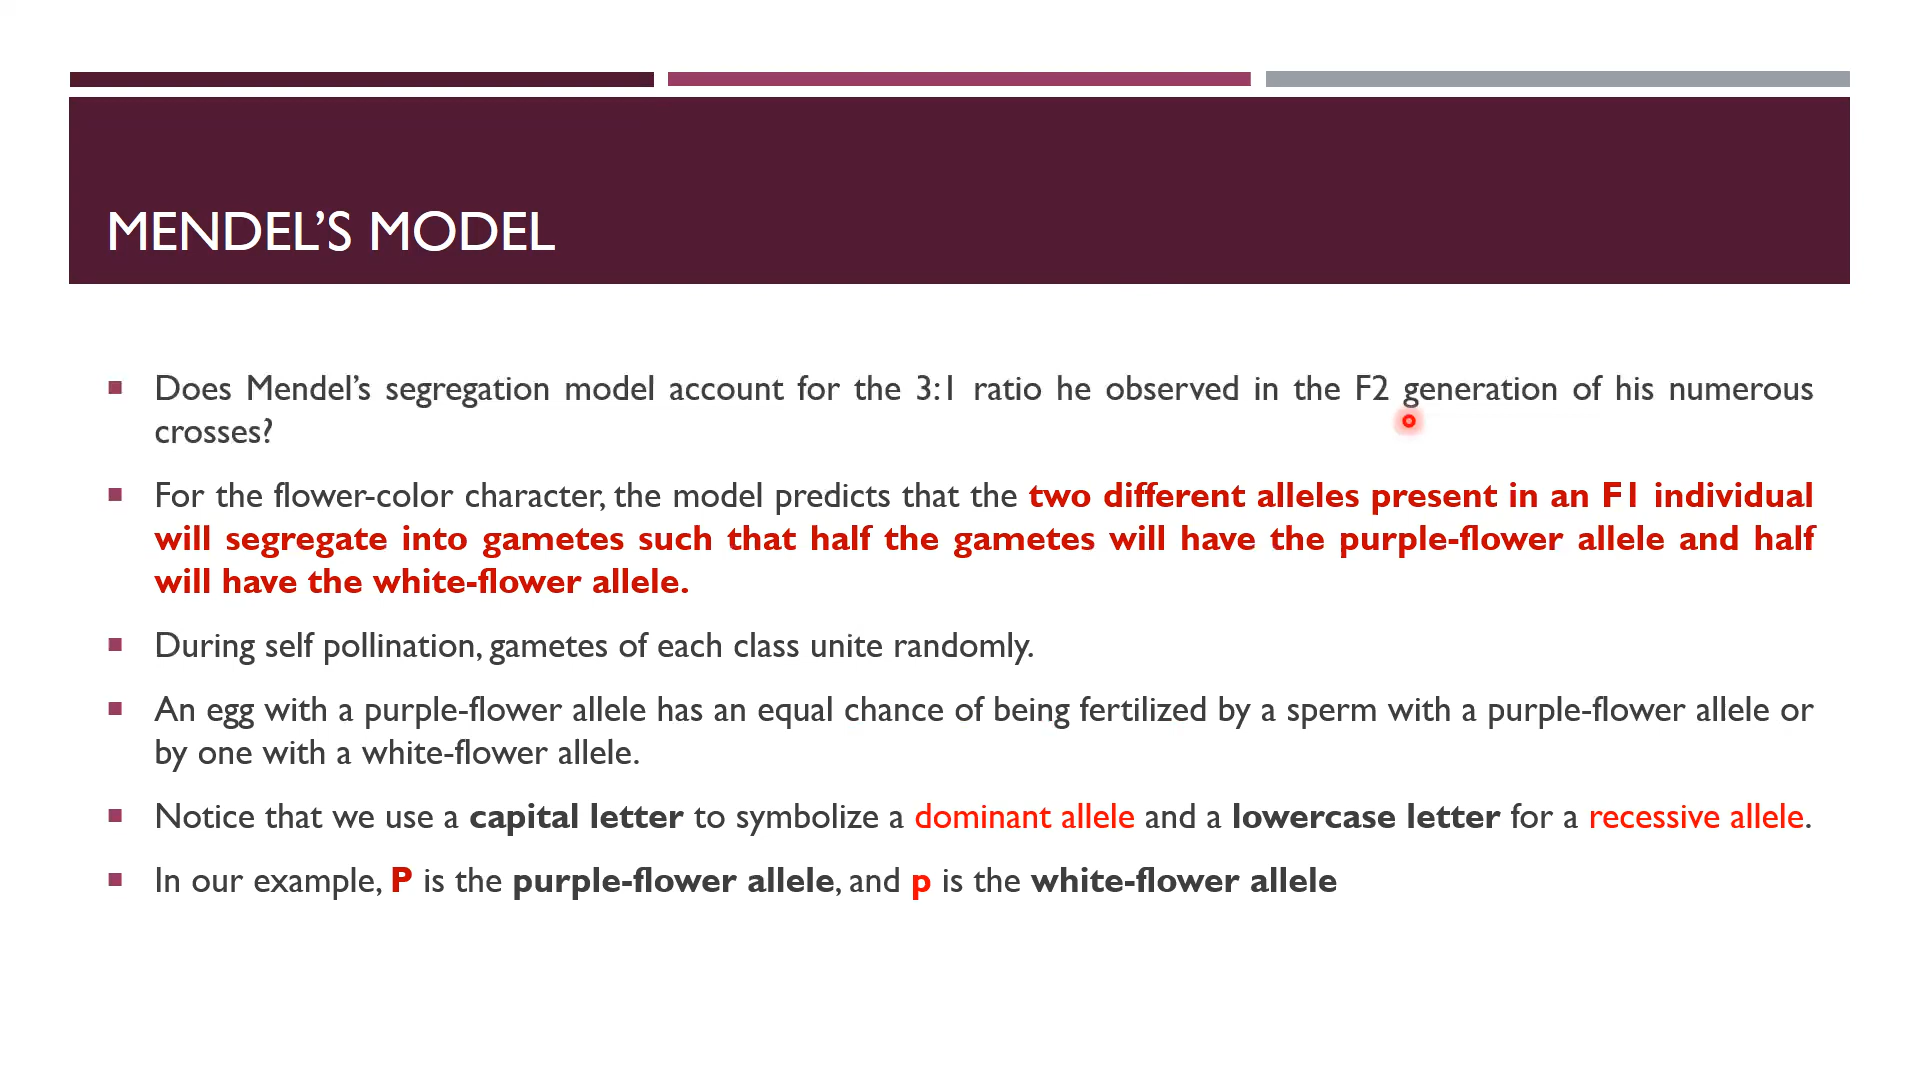 MENDEL’S MODEL
Does Mendel’s segregation model account for the 3:1 ratio he observed in the F2 generation of his numerous
crosses?
For the flower-color character, the model predicts that the two different alleles present in an F1 individual
will segregate into gametes such that half the gametes will have the purple-flower allele and half
will have the white-flower allele.
During self pollination, gametes of each class unite randomly.
An egg with a purple-flower allele has an equal chance of being fertilized by a sperm with a purple-flower allele or
by one with a white-flower allele.
Notice that we use a capital letter to symbolize a dominant allele and a lowercase letter for a recessive allele.
In our example, P is the purple-flower allele, and p is the white-flower allele